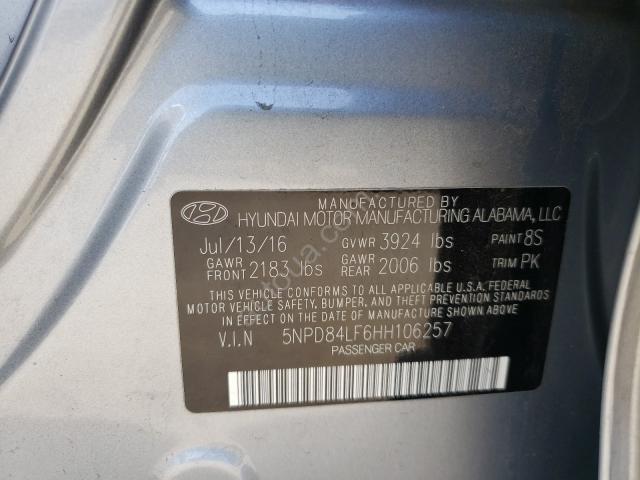 MANUFACTURED BY
HYUNDAI MOTOR MANUFACTURING ALABAMA, LLC
Jul/13/16 GVWR 3924 lbs PAINT 8S
GAWR FRONT 2183 lbs GAWR REAR 2006 lbs TRIM PK
THIS VEHICLE CONFORMS TO ALL APPLICABLE U.S.A FEDERAL
MOTOR VEHICLE SAFETY, BUMPER, AND THEFT PREVENTION STANDARDS
IN EFFECT ON THE DATE OF MANUFACTURE SHOWN ABOVE
V.I.N 5NPD84LF6HH106257
PASSENGER CAR